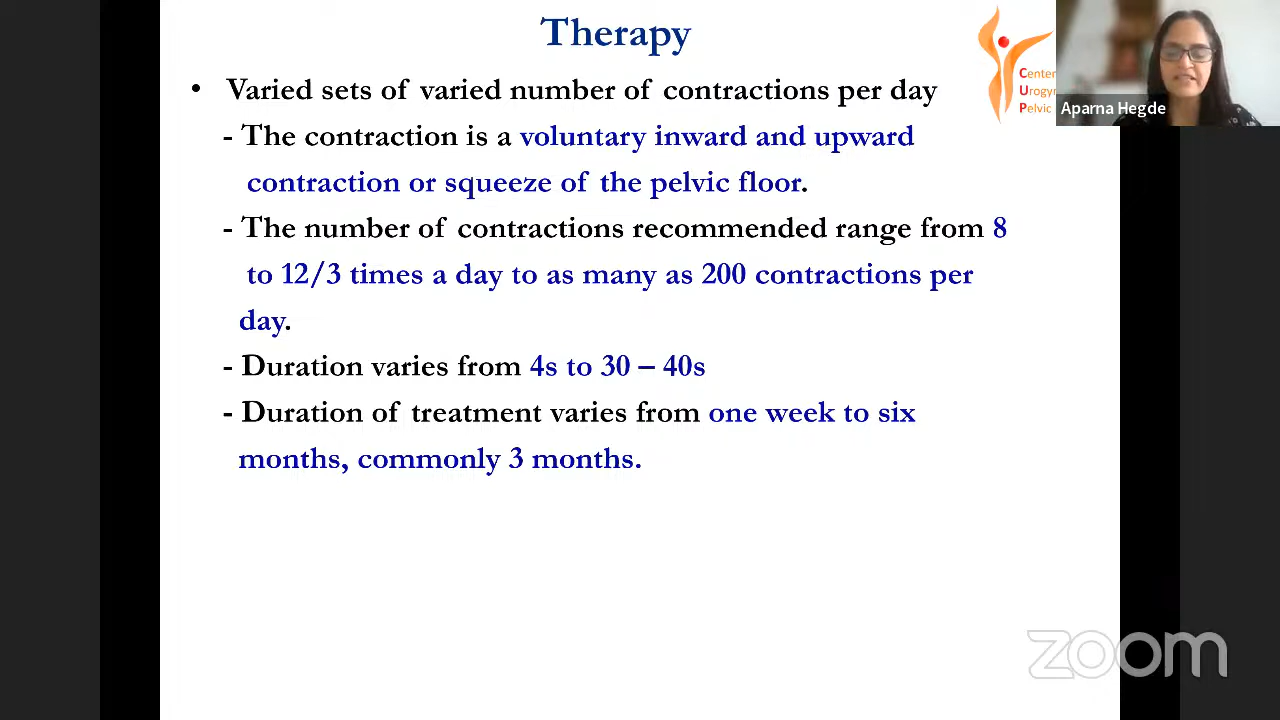 Therapy
• Varied sets of varied number of contractions per day
- The contraction is a voluntary inward and upward
contraction or squeeze of the pelvic floor.
- The number of contractions recommended range from 8
to 12/3 times a day to as many as 200 contractions per
day.
- Duration varies from 4s to 30 – 40s
- Duration of treatment varies from one week to six
months, commonly 3 months.
Center
Urogyn
Pelvic
Aparna Hegde
zoom